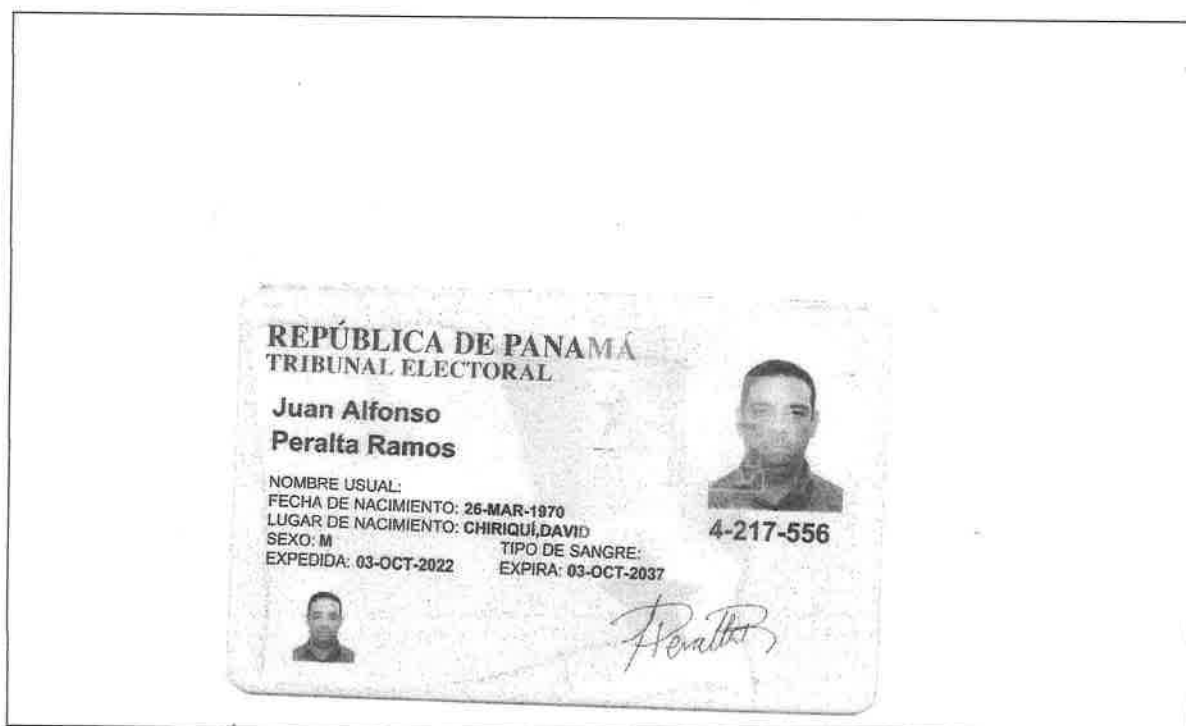 REPÚBLICA DE PANAMÁ
TRIBUNAL ELECTORAL
Juan Alfonso
Peralta Ramos
NOMBRE USUAL:
FECHA DE NACIMIENTO: 26-MAR-1970
LUGAR DE NACIMIENTO: CHIRIQUÍ,DAVID
SEXO: M TIPO DE SANGRE:
EXPEDIDA: 03-OCT-2022 EXPIRA: 03-OCT-2037
4-217-556